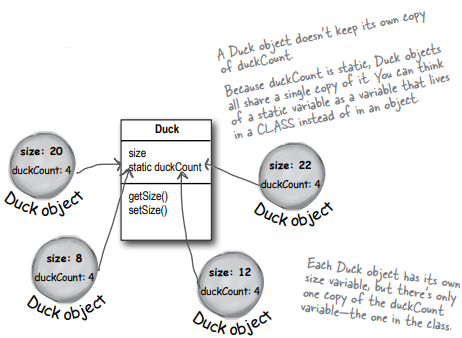 A Duck object doesn't keep its own copy
of duckCount.
Because duckCount is static, Duck objects
all share a single copy of it. You can think
of a static variable as a variable that lives
in a CLASS instead of in an object
Duck
size
static duckCount
getSize()
setSize()
size: 20
duckCount: 4
Duck object
size: 22
duckCount: 4
Duck object
size: 8
duckCount: 4
Duck object
size: 12
duckCount: 4
Duck object
Each Duck object has its own
size variable, but there's only
one copy of the duckCount
variable—the one in the class.